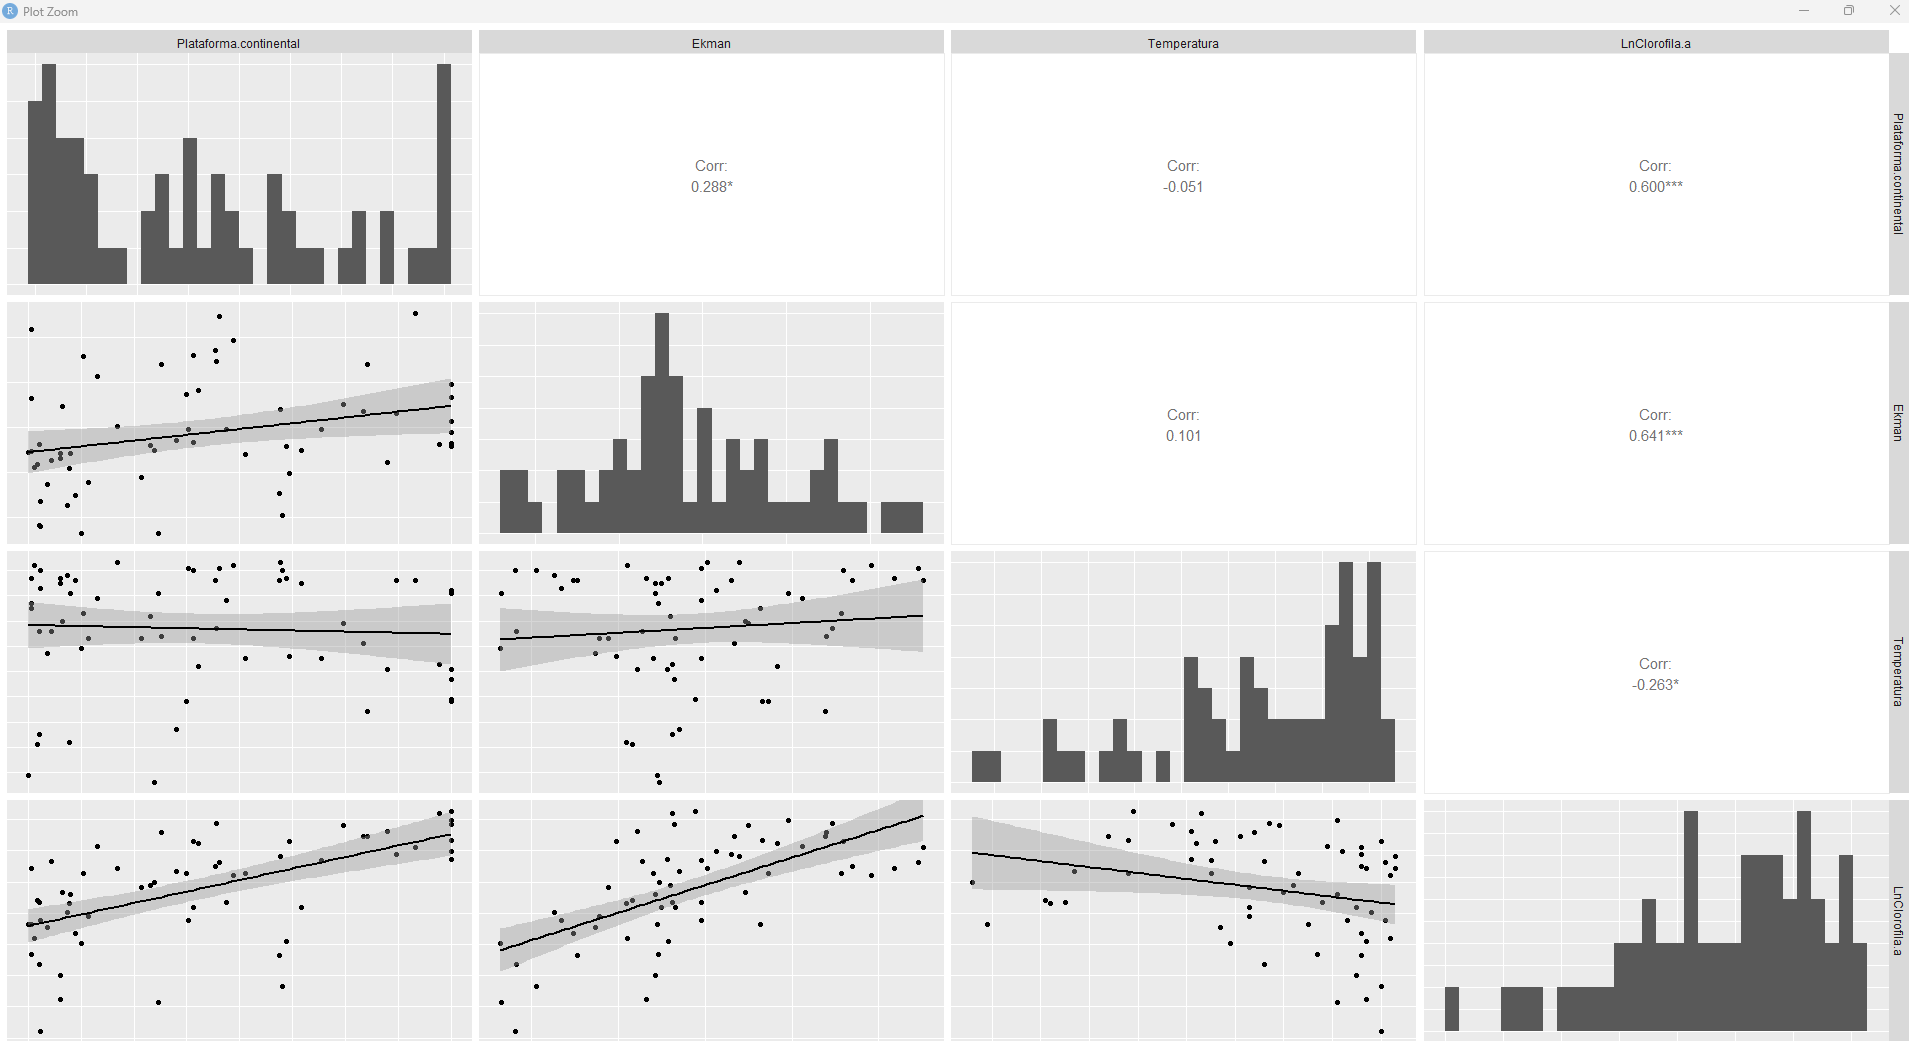 R Plot Zoom
Plataforma.continental
Ekman
Temperatura
LnClorofila.a
Corr:
0.288*
Corr:
-0.051
Corr:
0.600***
Plataforma.continental
Corr:
0.101
Corr:
0.641***
Ekman
Corr:
-0.263*
Temperatura
LnClorofila.a